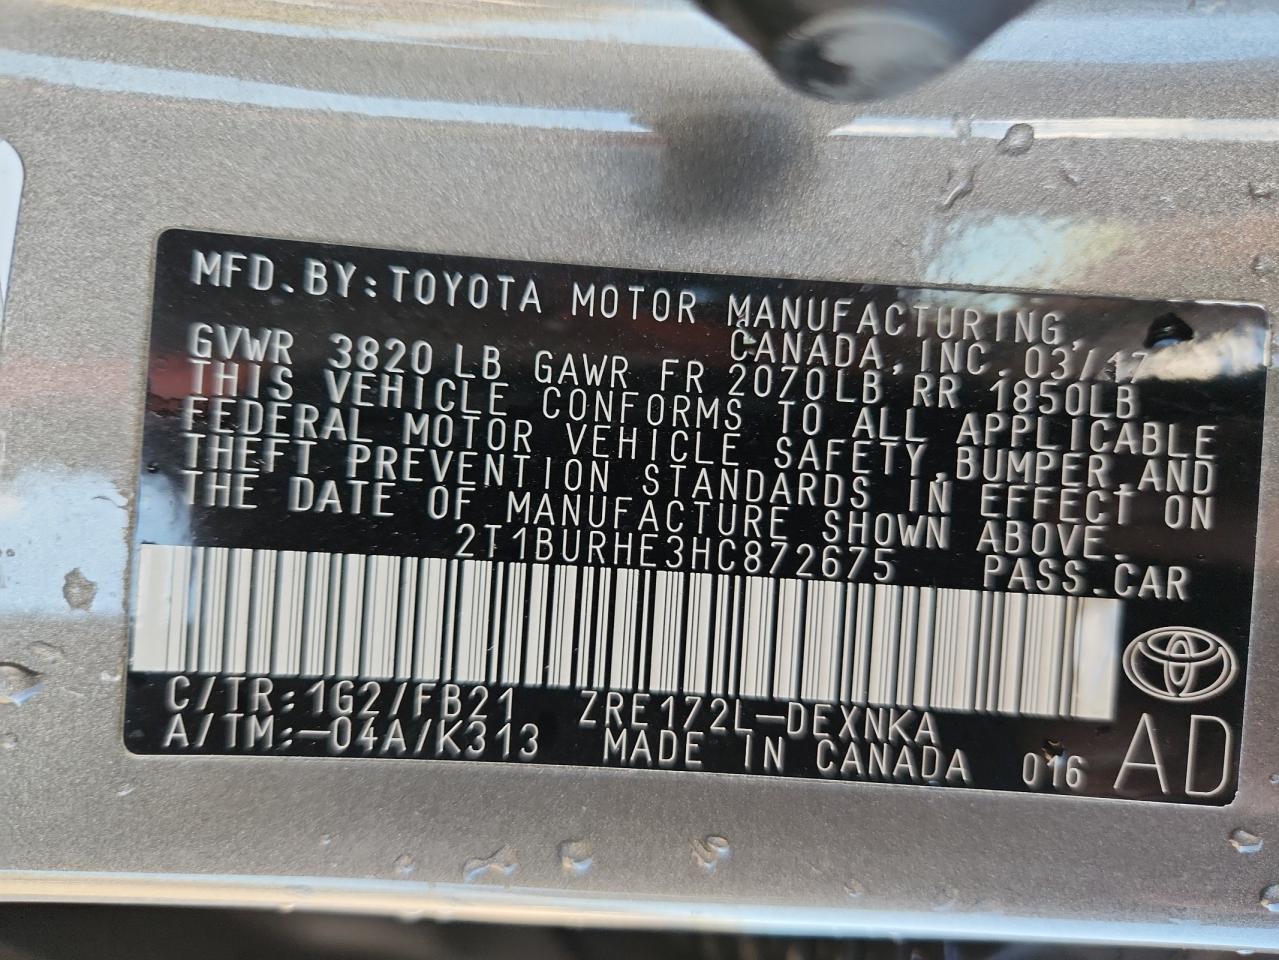 MFD. BY: TOYOTA MOTOR MANUFACTURING,
CANADA, INC. 03/17
GVWR 3820 LB GAWR FR 2070LB RR 1850LB
THIS VEHICLE CONFORMS TO ALL APPLICABLE
FEDERAL MOTOR VEHICLE SAFETY, BUMPER, AND
THEFT PREVENTION STANDARDS IN EFFECT ON
THE DATE OF MANUFACTURE SHOWN ABOVE.
2T1BURHE3HC872675 PASS. CAR
C/TR: 1G2/FB21 ZRE172L-DEXNKA
A/TM: -04A/K313 MADE IN CANADA 016 AD